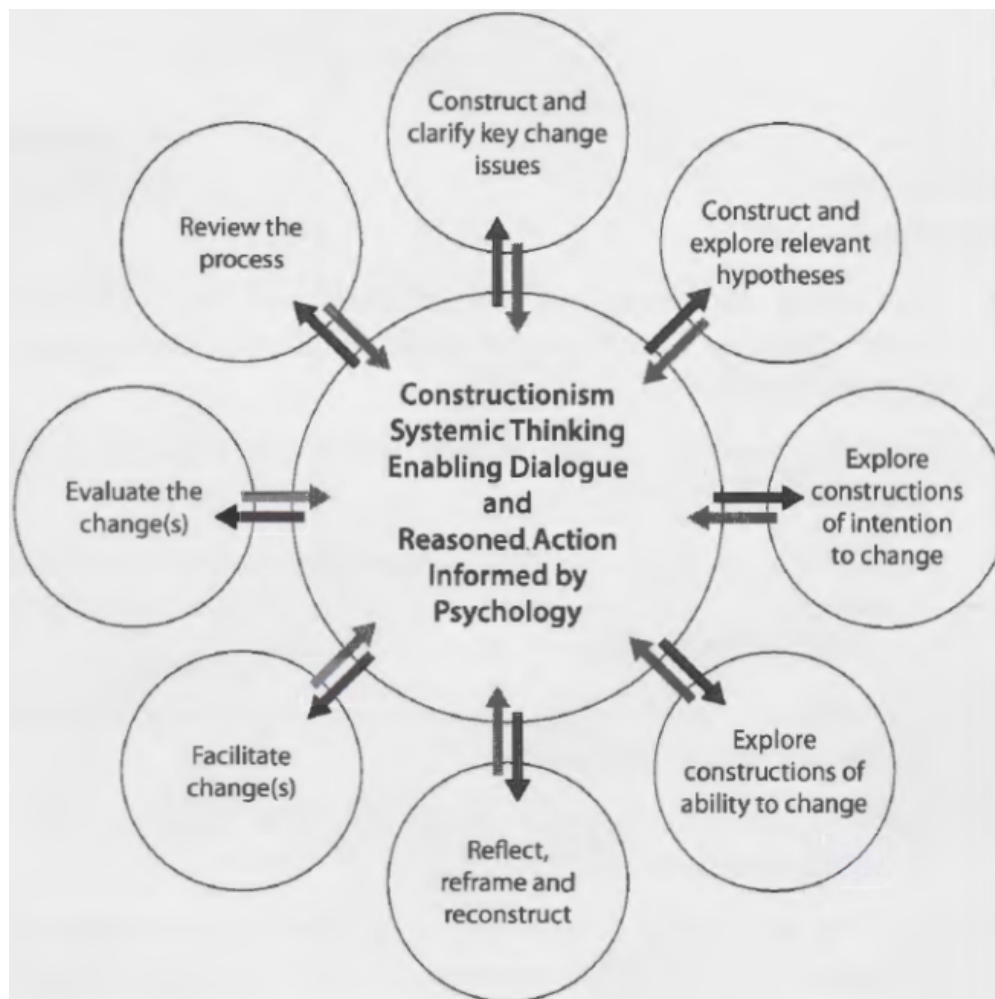 Construct and
clarify key change
issues
Construct and
explore relevant
hypotheses
Explore
constructions
of intention
to change
Explore
constructions of
ability to change
Reflect,
reframe and
reconstruct
Facilitate
change(s)
Evaluate the
change(s)
Review the
process
Constructionism
Systemic Thinking
Enabling Dialogue
and
Reasoned Action
Informed by
Psychology